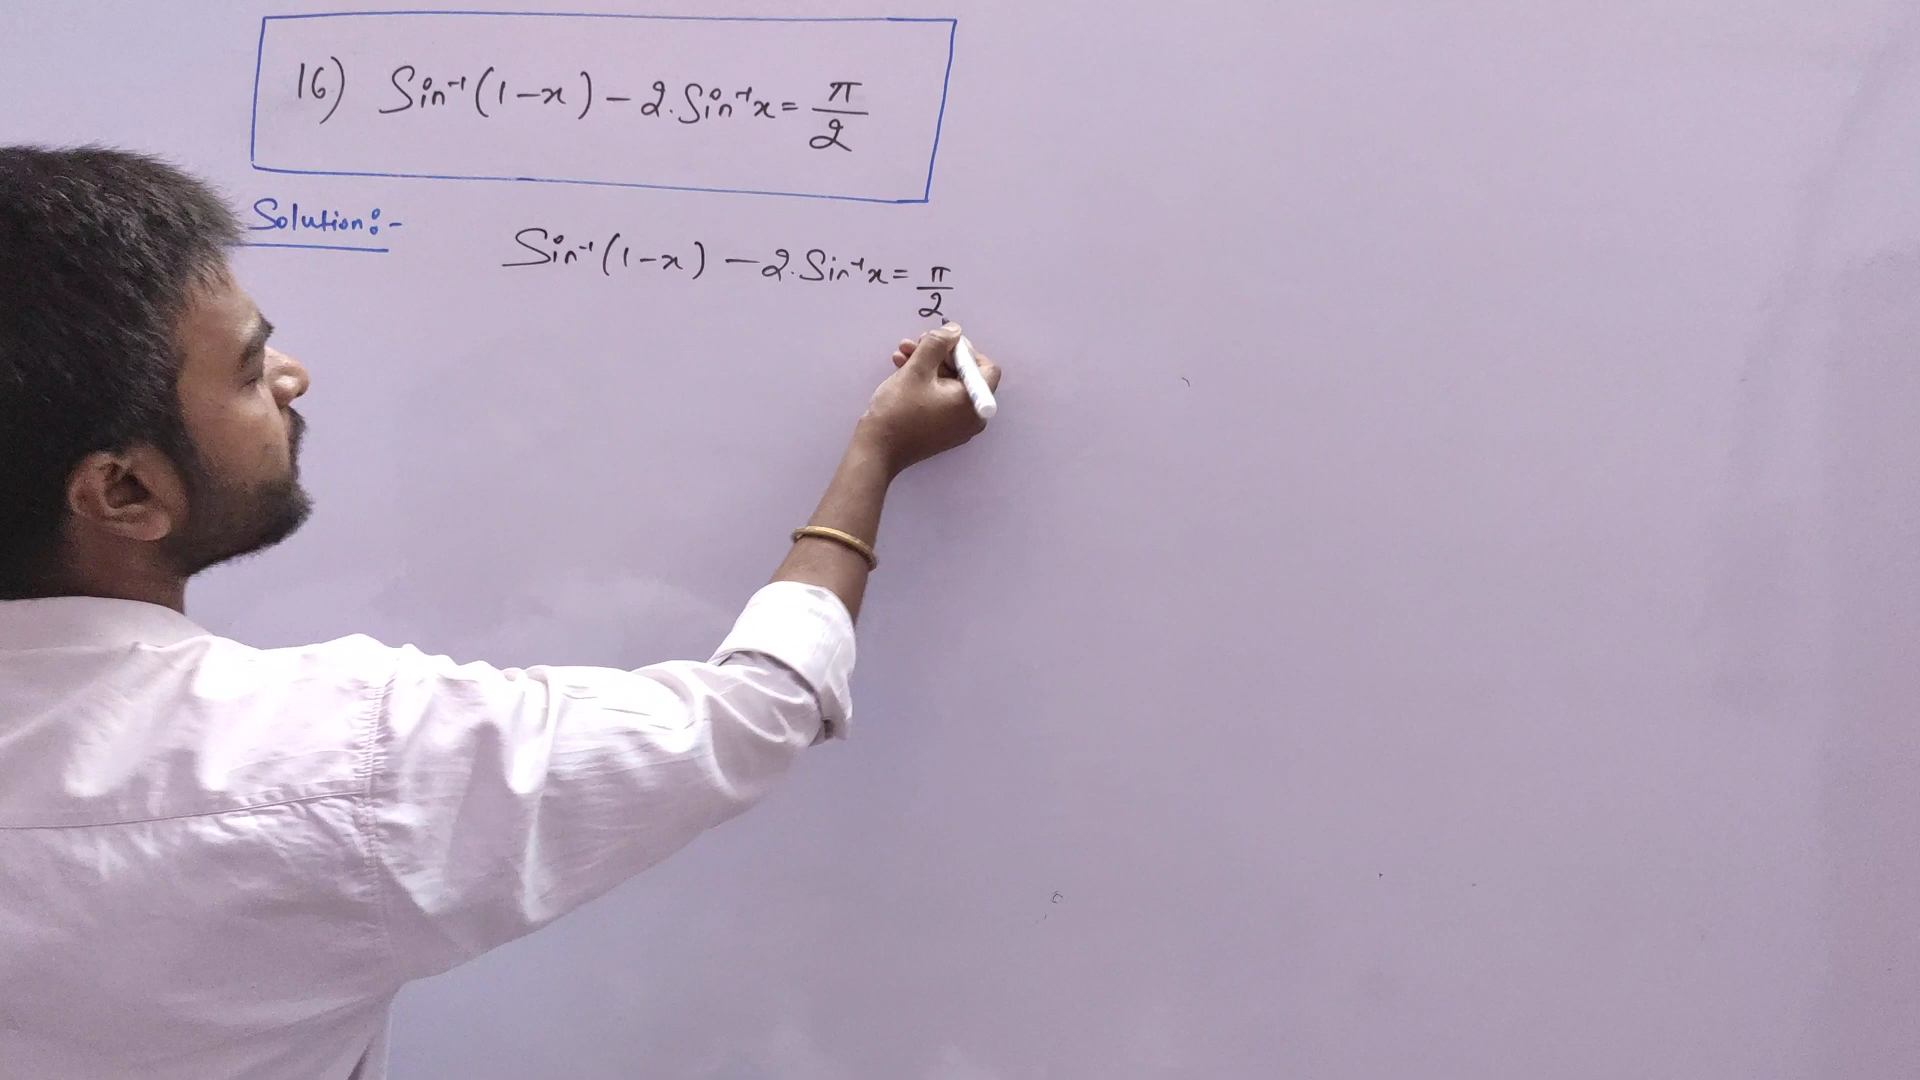 16) Sin⁻¹(1-x) - 2.Sin⁻¹x = π/2
Solution:-
Sin⁻¹(1-x) - 2.Sin⁻¹x = π/2